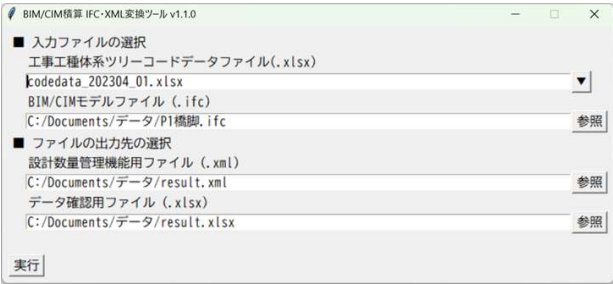 BIM/CIM積算 IFC・XML変換ツール v1.1.0
■ 入力ファイルの選択
工事工種体系ツリーコードデータファイル(.xlsx)
codedata_202304_01.xlsx ▼
BIM/CIMモデルファイル (.ifc)
C:/Documents/データ/P1橋脚.ifc 参照
■ ファイルの出力先の選択
設計数量管理機能用ファイル (.xml)
C:/Documents/データ/result.xml 参照
データ確認用ファイル (.xlsx)
C:/Documents/データ/result.xlsx 参照
実行